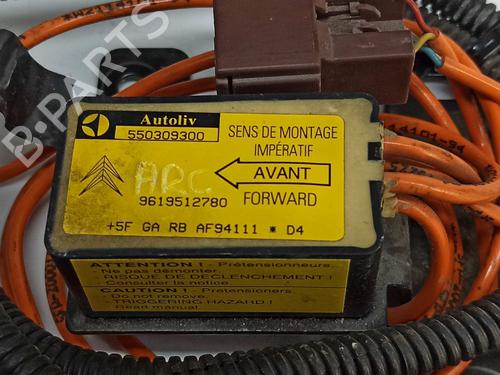 B-PARTS
Autoliv
550309300
SENS DE MONTAGE
IMPÉRATIF
AVANT
FORWARD
ARC
9619512780
+5F GA RB AF94111 * D4
ATTENTION ! - Prétensionneurs
- Ne pas démonter.
- RISQUE DE DECLENCHEMENT !
- Consulter la notice.
CAUTION ! - Pretensioners
- Do not remove.
- TRIGGERING HAZARD !
- Read manual.